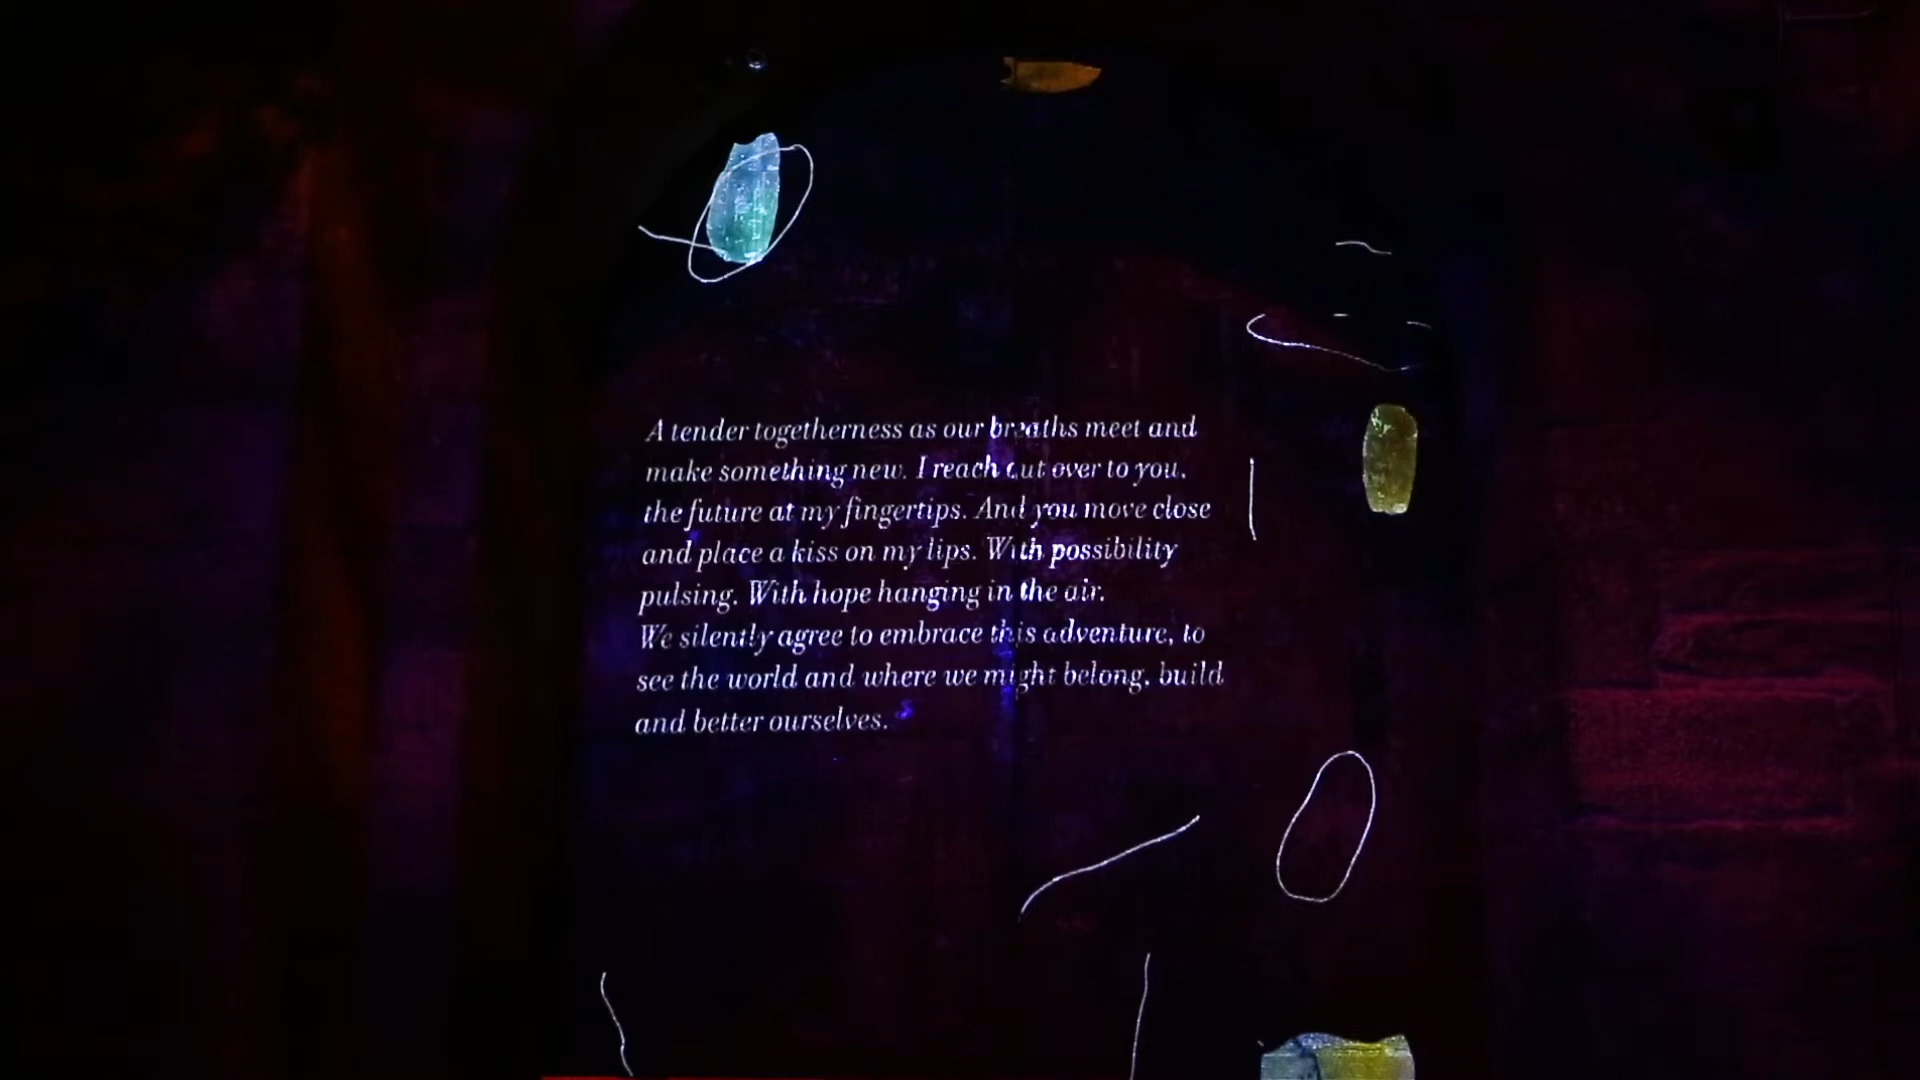 A tender togetherness as our breaths meet and
make something new. I reach out over to you,
the future at my fingertips. And you move close
and place a kiss on my lips. With possibility
pulsing. With hope hanging in the air.
We silently agree to embrace this adventure, to
see the world and where we might belong, build
and better ourselves.